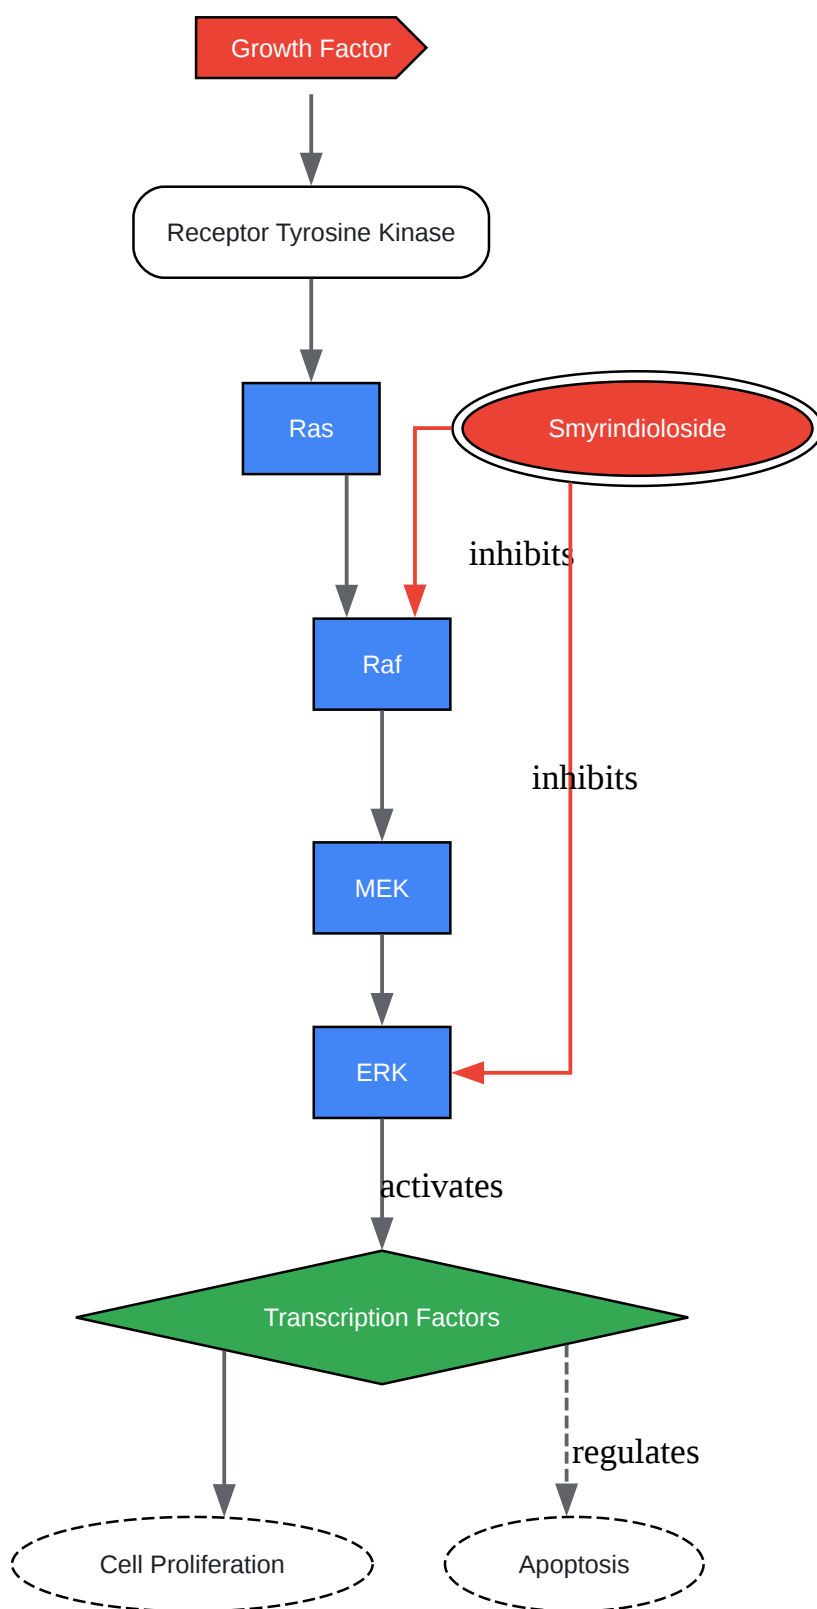 Growth Factor
Receptor Tyrosine Kinase
Ras
Smyrindioloside
inhibits
Raf
inhibits
MEK
ERK
activates
Transcription Factors
regulates
Cell Proliferation
Apoptosis